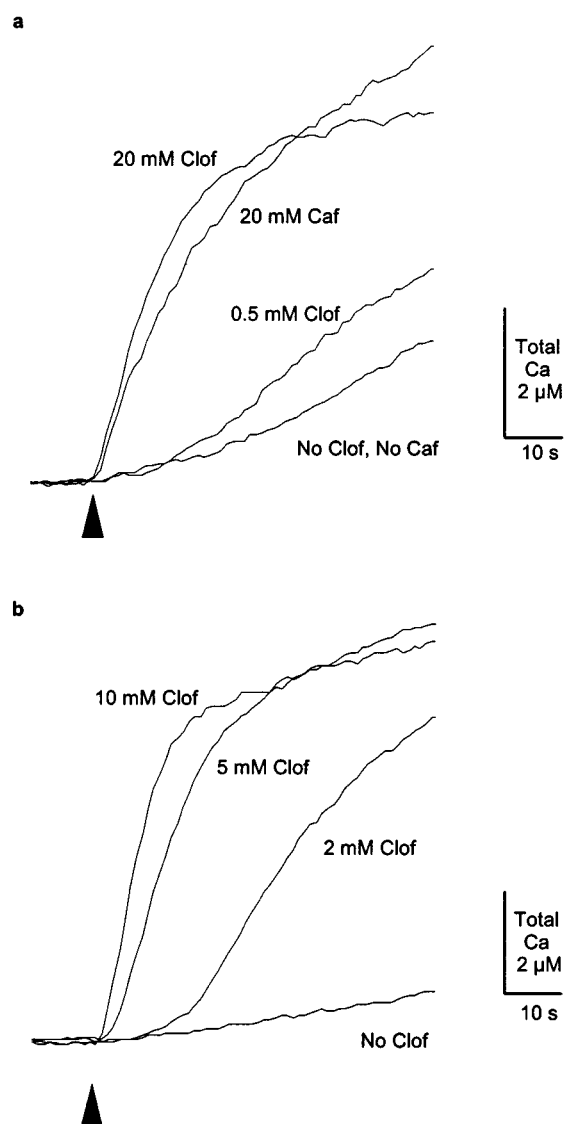 a
20 mM Clof
20 mM Caf
0.5 mM Clof
Total
Ca
2 µM
No Clof, No Caf
10 s
b
10 mM Clof
5 mM Clof
2 mM Clof
Total
Ca
2 µM
10 s
No Clof